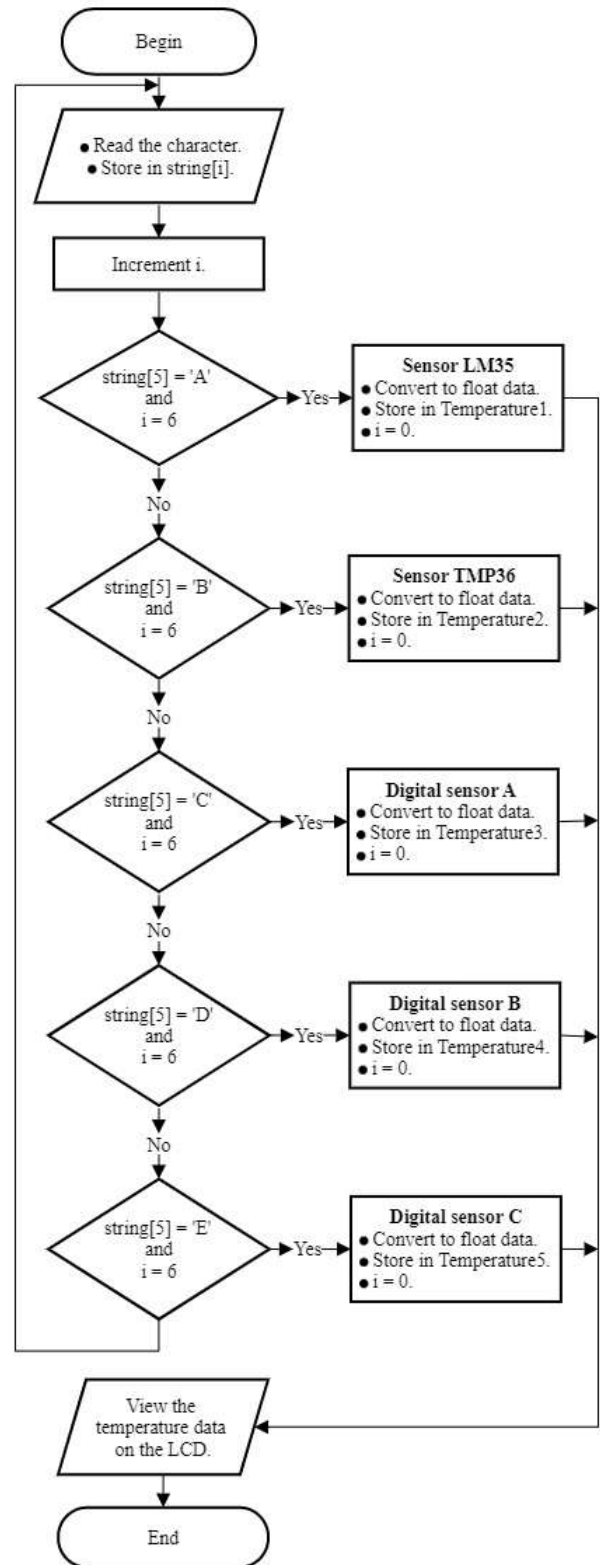 Begin
● Read the character.
● Store in string[i].
Increment i.
string[5] = 'A'
and
i = 6
Yes
Sensor LM35
● Convert to float data.
● Store in Temperature1.
● i = 0.
No
string[5] = 'B'
and
i = 6
Yes
Sensor TMP36
● Convert to float data.
● Store in Temperature2.
● i = 0.
No
string[5] = 'C'
and
i = 6
Yes
Digital sensor A
● Convert to float data.
● Store in Temperature3.
● i = 0.
No
string[5] = 'D'
and
i = 6
Yes
Digital sensor B
● Convert to float data.
● Store in Temperature4.
● i = 0.
No
string[5] = 'E'
and
i = 6
Yes
Digital sensor C
● Convert to float data.
● Store in Temperature5.
● i = 0.
View the
temperature data
on the LCD.
End